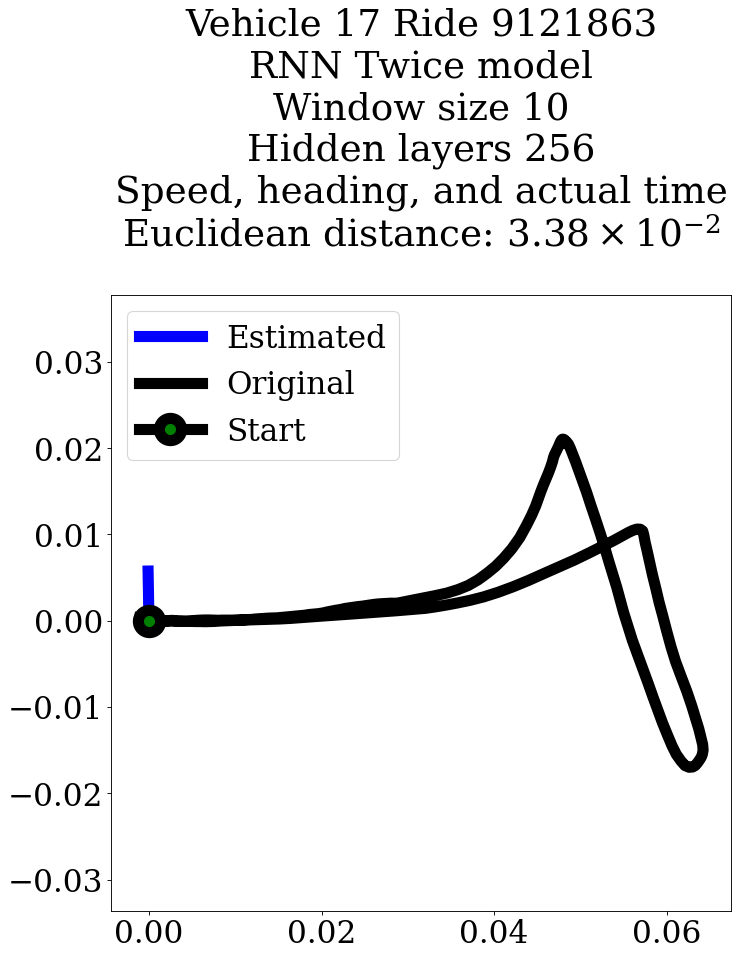 Vehicle 17 Ride 9121863
RNN Twice model
Window size 10
Hidden layers 256
Speed, heading, and actual time
Euclidean distance: 3.38 × 10⁻²
Estimated
Original
Start
0.03
0.02
0.01
0.00
−0.01
−0.02
−0.03
0.00 0.02 0.04 0.06